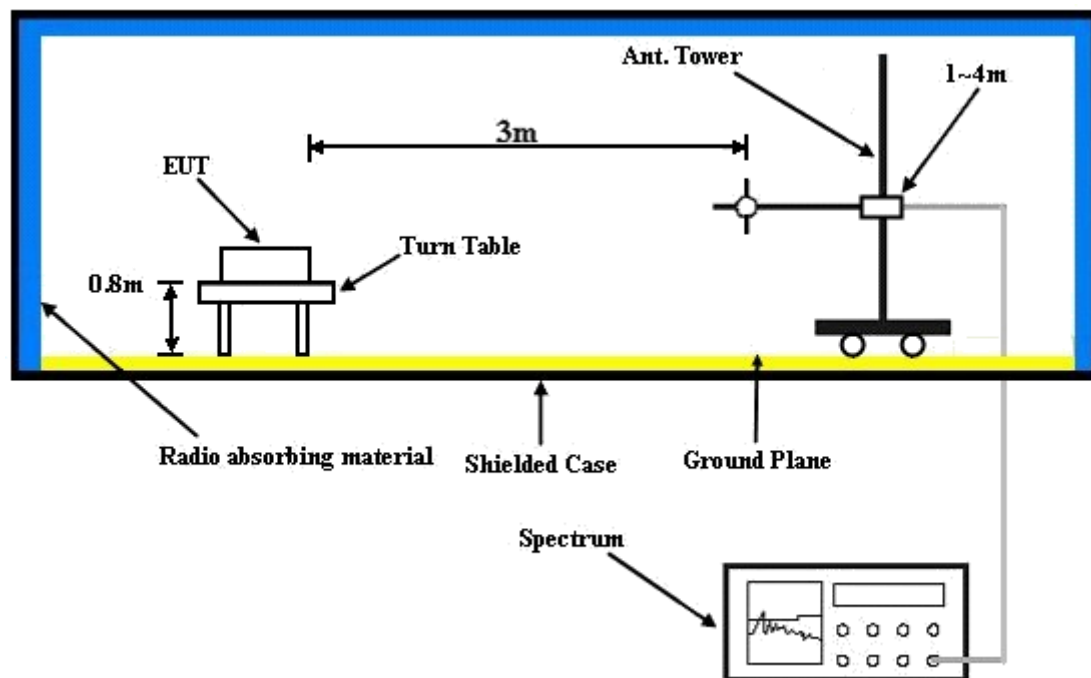 Ant. Tower
1~4m
3m
EUT
Turn Table
0.8m
Radio absorbing material
Shielded Case
Ground Plane
Spectrum